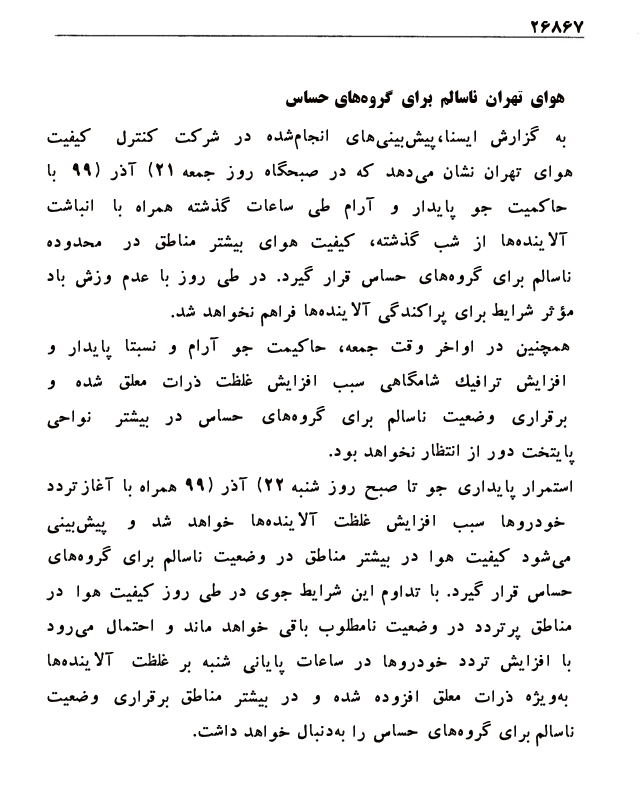 ۲۶۸۶۷
هوای تهران ناسالم برای گروه‌های حساس
به گزارش ایسنا،پیش‌بینی‌های انجام‌شده در شرکت کنترل کیفیت
هوای تهران نشان می‌دهد که در صبحگاه روز جمعه ۲۱) آذر (۹۹ با
حاکمیت جو پایدار و آرام طی ساعات گذشته همراه با انباشت
آلاینده‌ها از شب گذشته، کیفیت هوای بیشتر مناطق در محدوده
ناسالم برای گروه‌های حساس قرار گیرد. در طی روز با عدم وزش باد
مؤثر شرایط برای پراکندگی آلاینده‌ها فراهم نخواهد شد.
همچنین در اواخر وقت جمعه، حاکیمت جو آرام و نسبتا پایدار و
افزایش ترافیك شامگاهی سبب افزایش غلظت ذرات معلق شده و
برقراری وضعیت ناسالم برای گروه‌های حساس در بیشتر نواحی
پایتخت دور از انتظار نخواهد بود.
استمرار پایداری جو تا صبح روز شنبه ۲۲) آذر (۹۹ همراه با آغاز تردد
خودروها سبب افزایش غلظت آلاینده‌ها خواهد شد و پیش‌بینی
می‌شود کیفیت هوا در بیشتر مناطق در وضعیت ناسالم برای گروه‌های
حساس قرار گیرد. با تداوم این شرایط جوی در طی روز کیفیت هوا در
مناطق پرتردد در وضعیت نامطلوب باقی خواهد ماند و احتمال می‌رود
با افزایش تردد خودروها در ساعات پایانی شنبه بر غلظت آلاینده‌ها
به‌ویژه ذرات معلق افزوده شده و در بیشتر مناطق برقراری وضعیت
ناسالم برای گروه‌های حساس را به‌دنبال خواهد داشت.